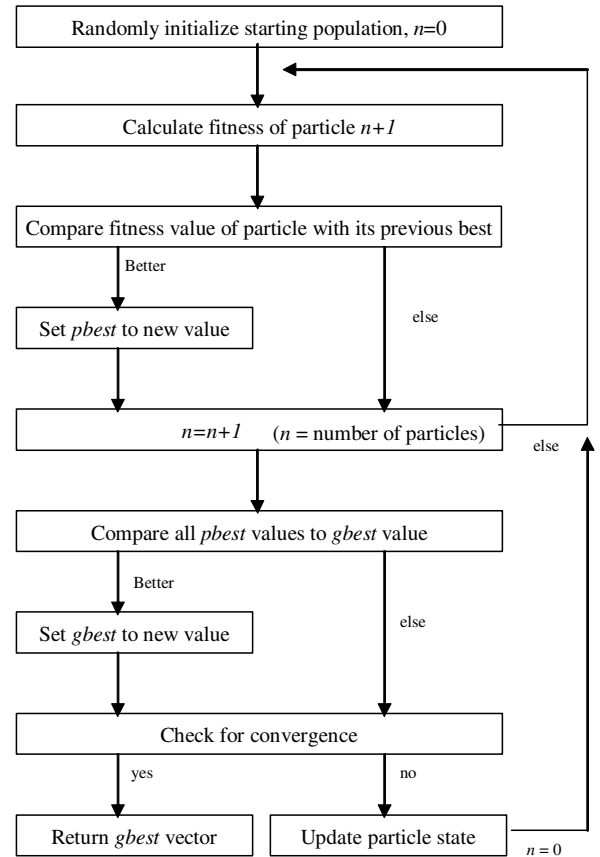 Randomly initialize starting population, n=0
Calculate fitness of particle n+1
Compare fitness value of particle with its previous best
Better
else
Set pbest to new value
n=n+1 (n = number of particles)
else
Compare all pbest values to gbest value
Better
else
Set gbest to new value
Check for convergence
yes
no
Return gbest vector
Update particle state
n = 0